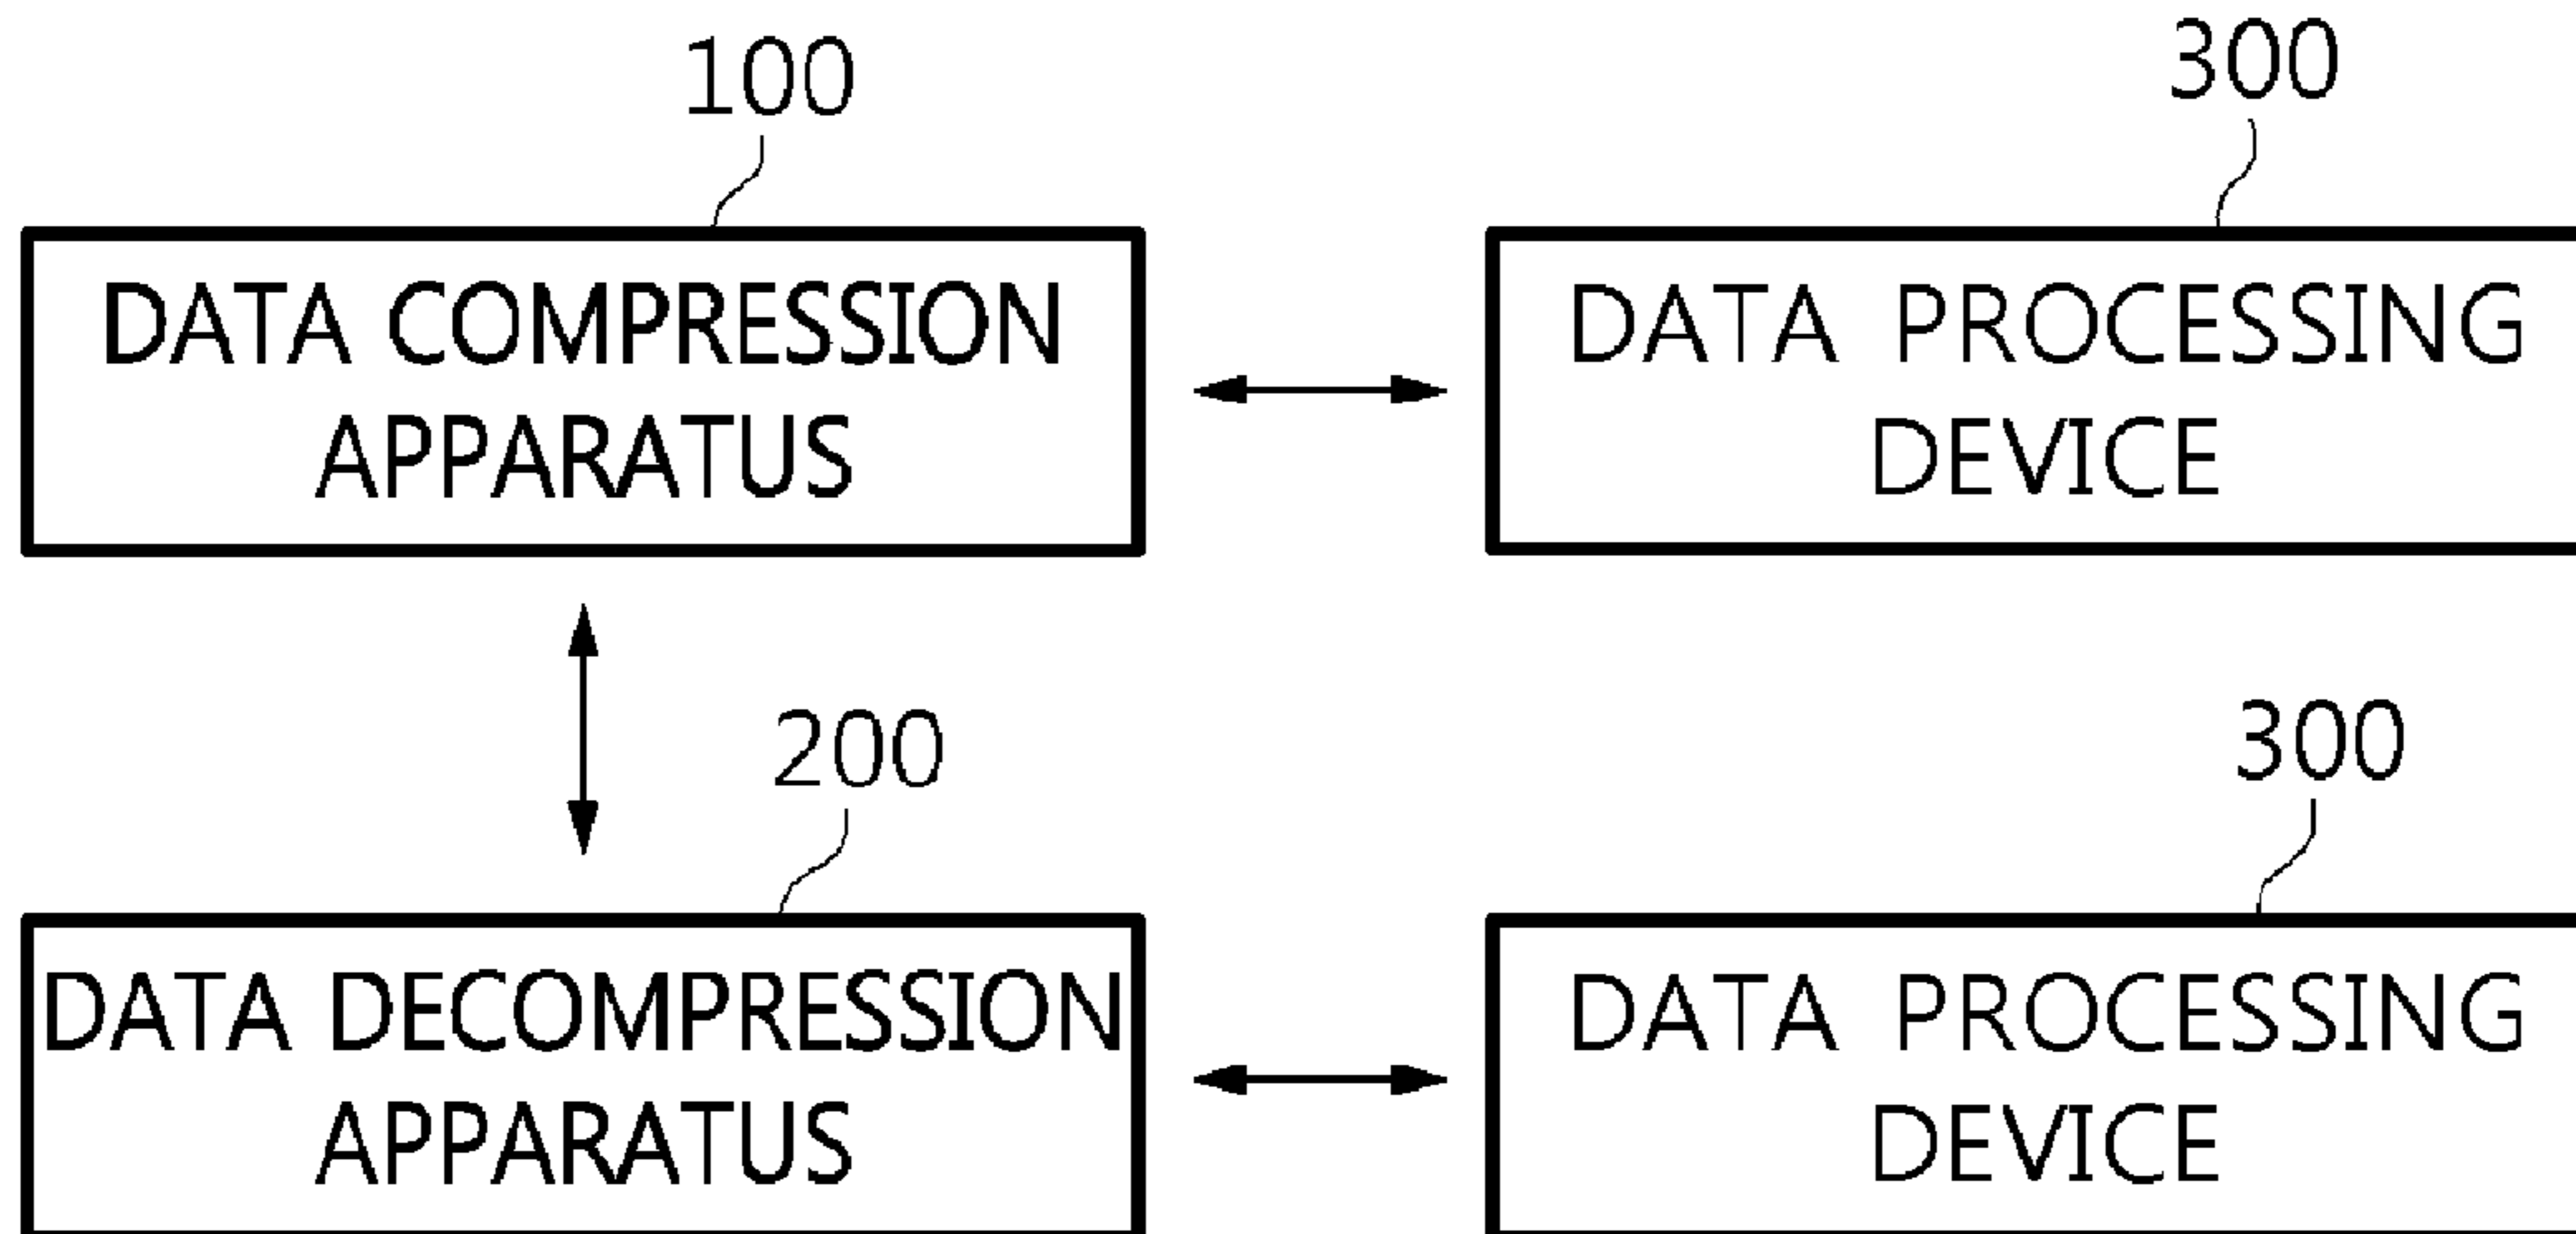 100
300
DATA COMPRESSION
APPARATUS
DATA PROCESSING
DEVICE
200
300
DATA DECOMPRESSION
APPARATUS
DATA PROCESSING
DEVICE